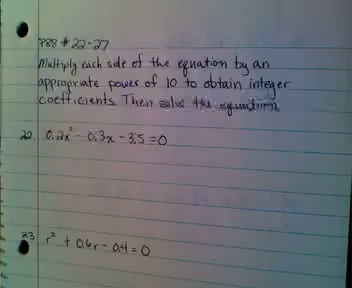 788 # 22-27
Multiply each side of the equation by an
appropriate power of 10 to obtain integer
coefficients. Then solve the equation.
22. 0.2x² - 0.3x - 3.5 = 0
23. r² + 0.6r - 0.4 = 0